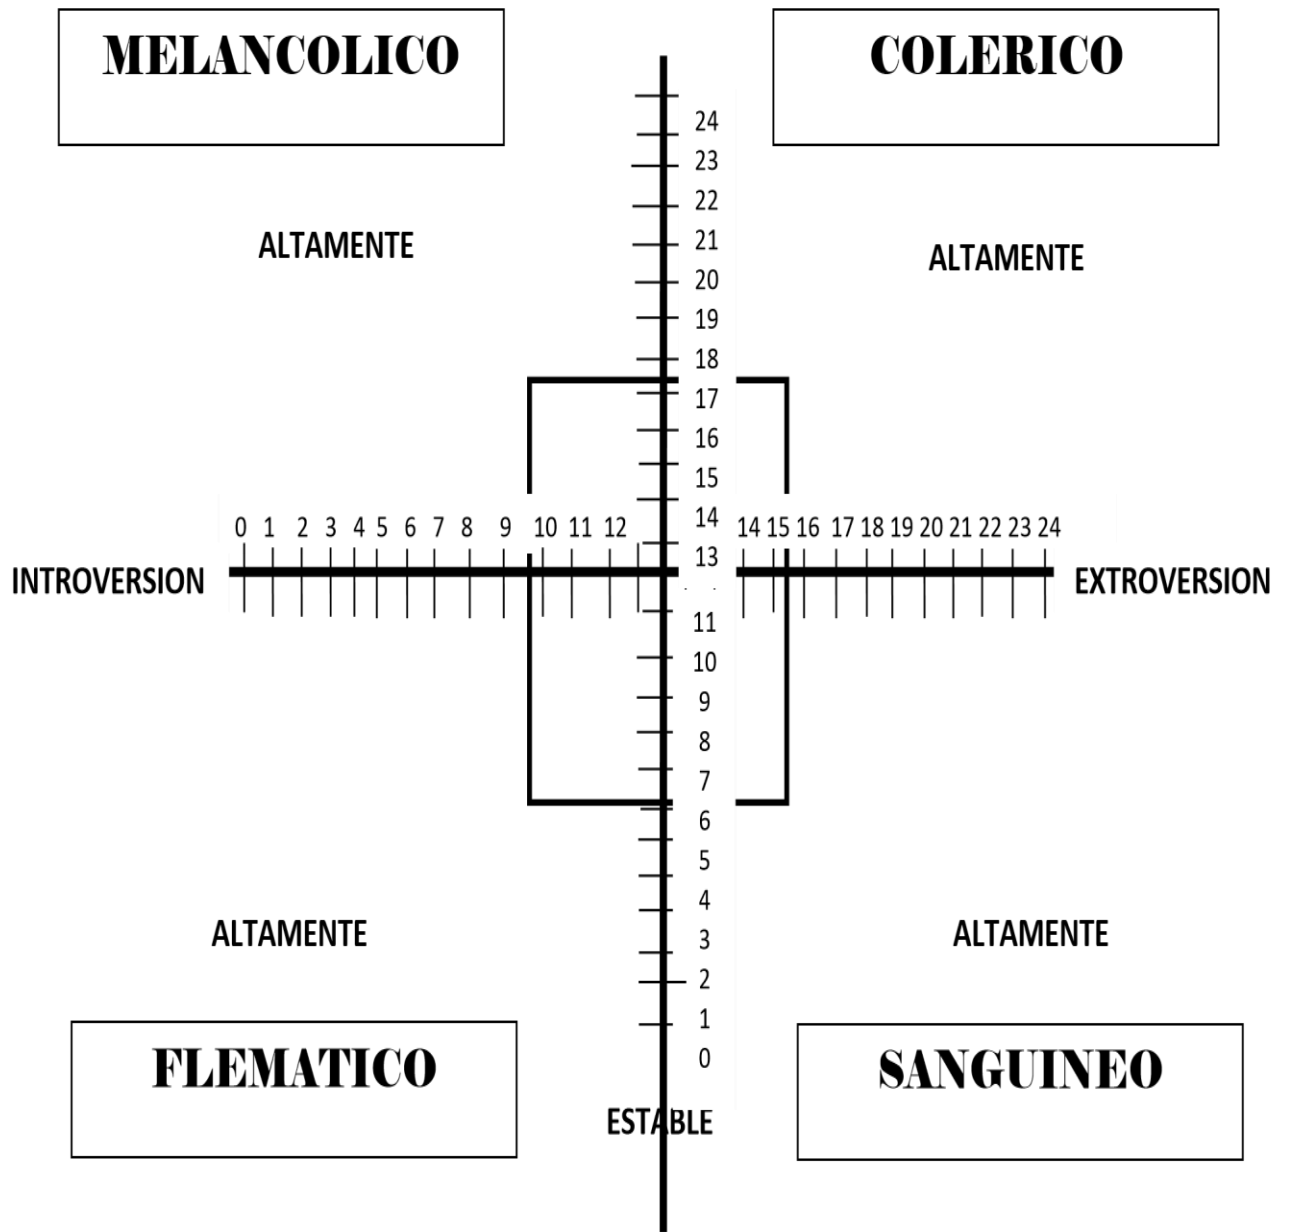 MELANCOLICO
COLERICO
24
23
22
21
20
19
18
17
16
15
14
13
ALTAMENTE
ALTAMENTE
0 1 2 3 4 5 6 7 8 9 10 11 12
14 15 16 17 18 19 20 21 22 23 24
INTROVERSION
EXTROVERSION
11
10
9
8
7
6
5
4
3
2
1
0
ALTAMENTE
ALTAMENTE
FLEMATICO
SANGUINEO
ESTABLE